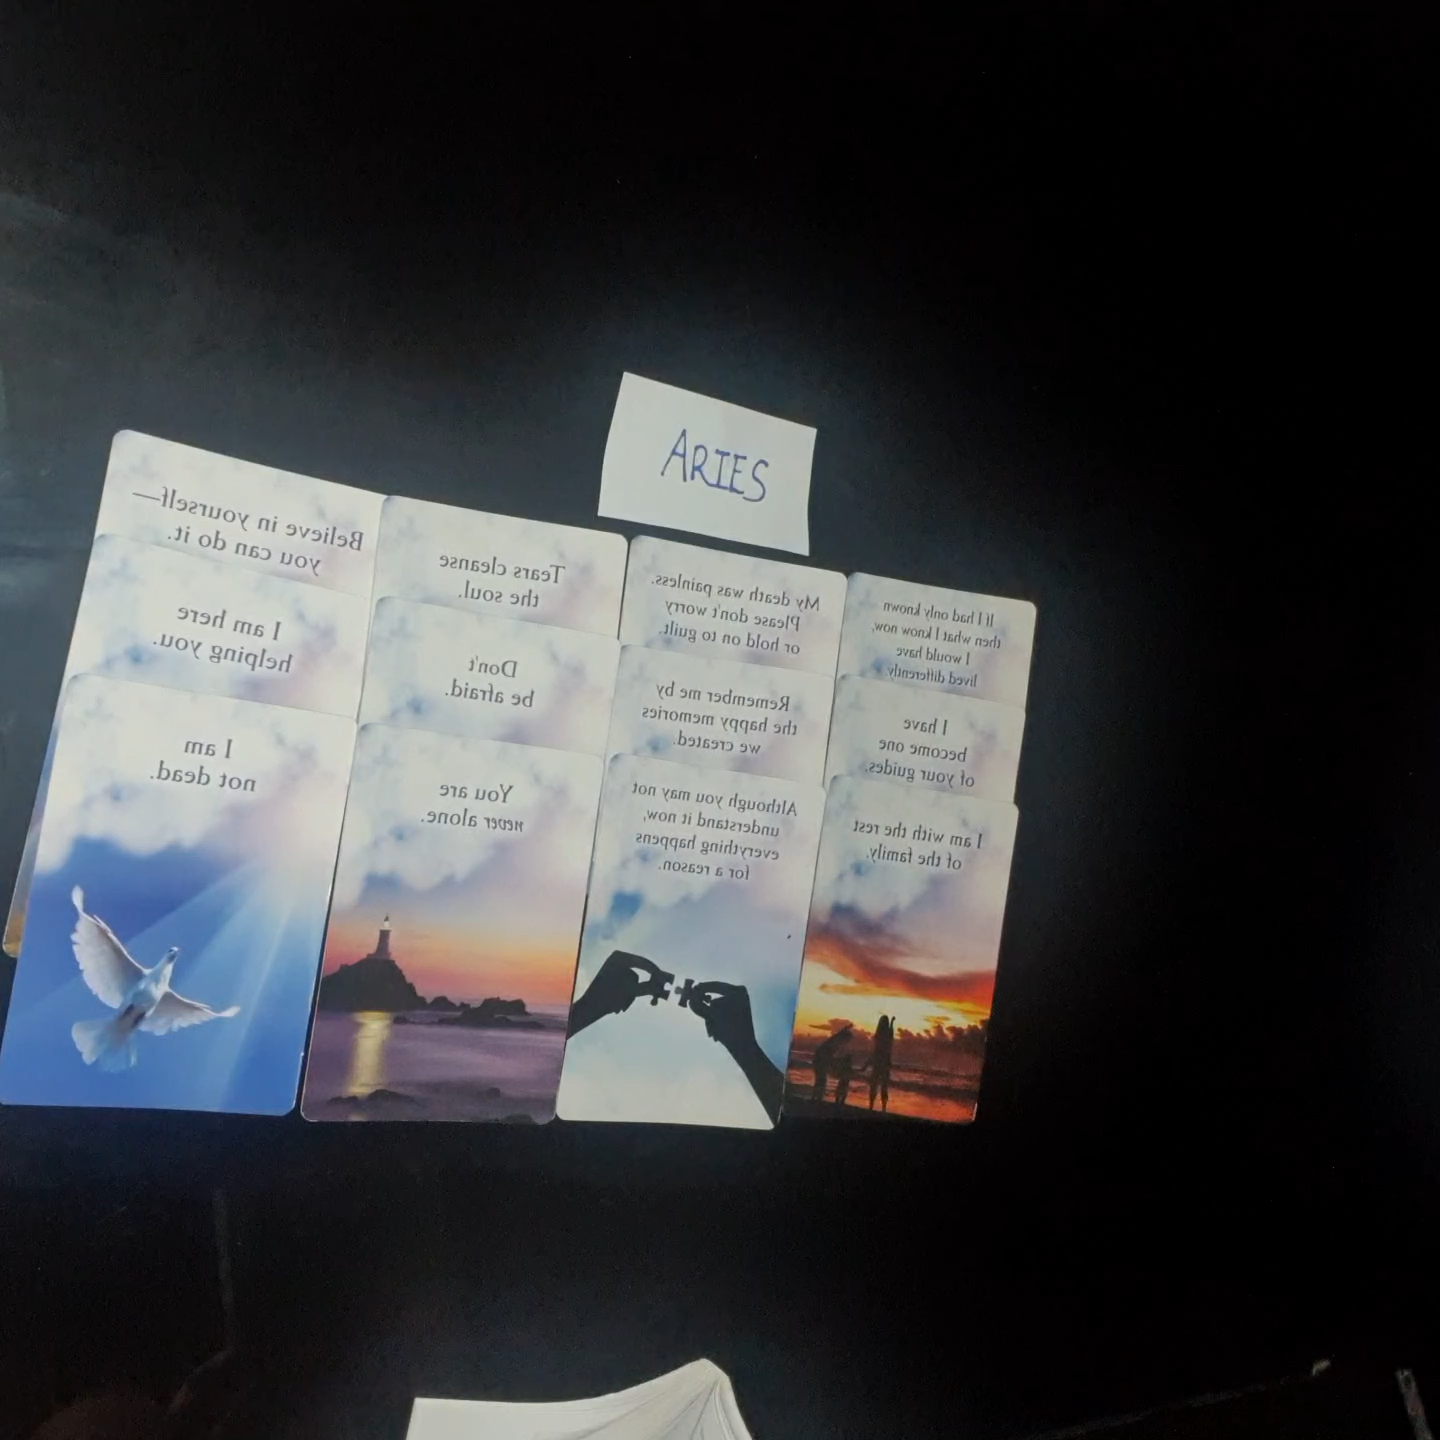 ARIES
Believe in yourself—
you can do it.
I am here
helping you.
I am
not dead.
Tears cleanse
the soul.
Don't
be afraid.
You are
never alone.
My death was painless.
Please don't worry
or hold on to guilt.
Remember me by
the happy memories
we created.
Although you may not
understand it now,
everything happens
for a reason.
If I had only known
then what I know now,
I would have
lived differently
I have
become one
of your guides.
I am with the rest
of the family.